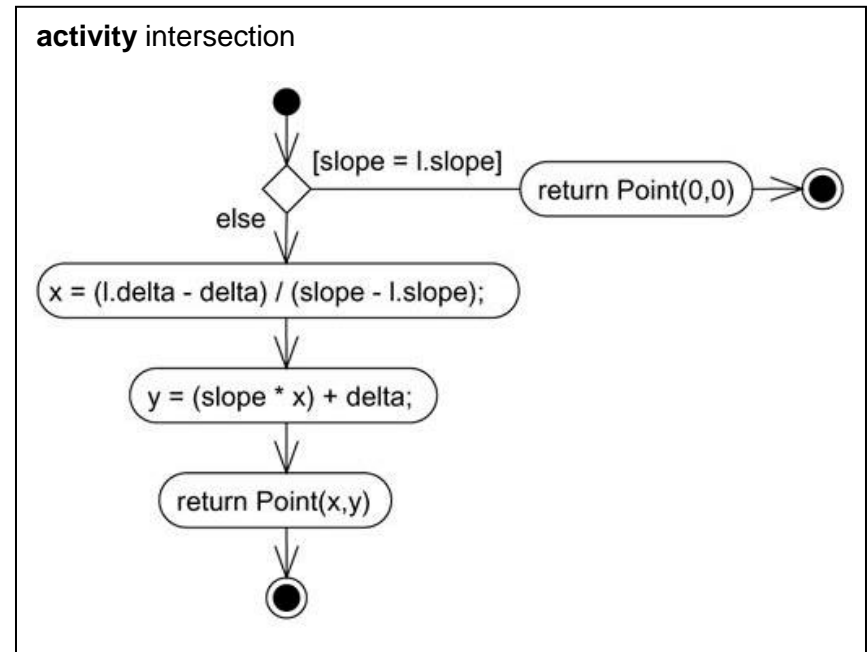 activity intersection
[slope = l.slope]
return Point(0,0)
else
x = (l.delta - delta) / (slope - l.slope);
y = (slope * x) + delta;
return Point(x,y)